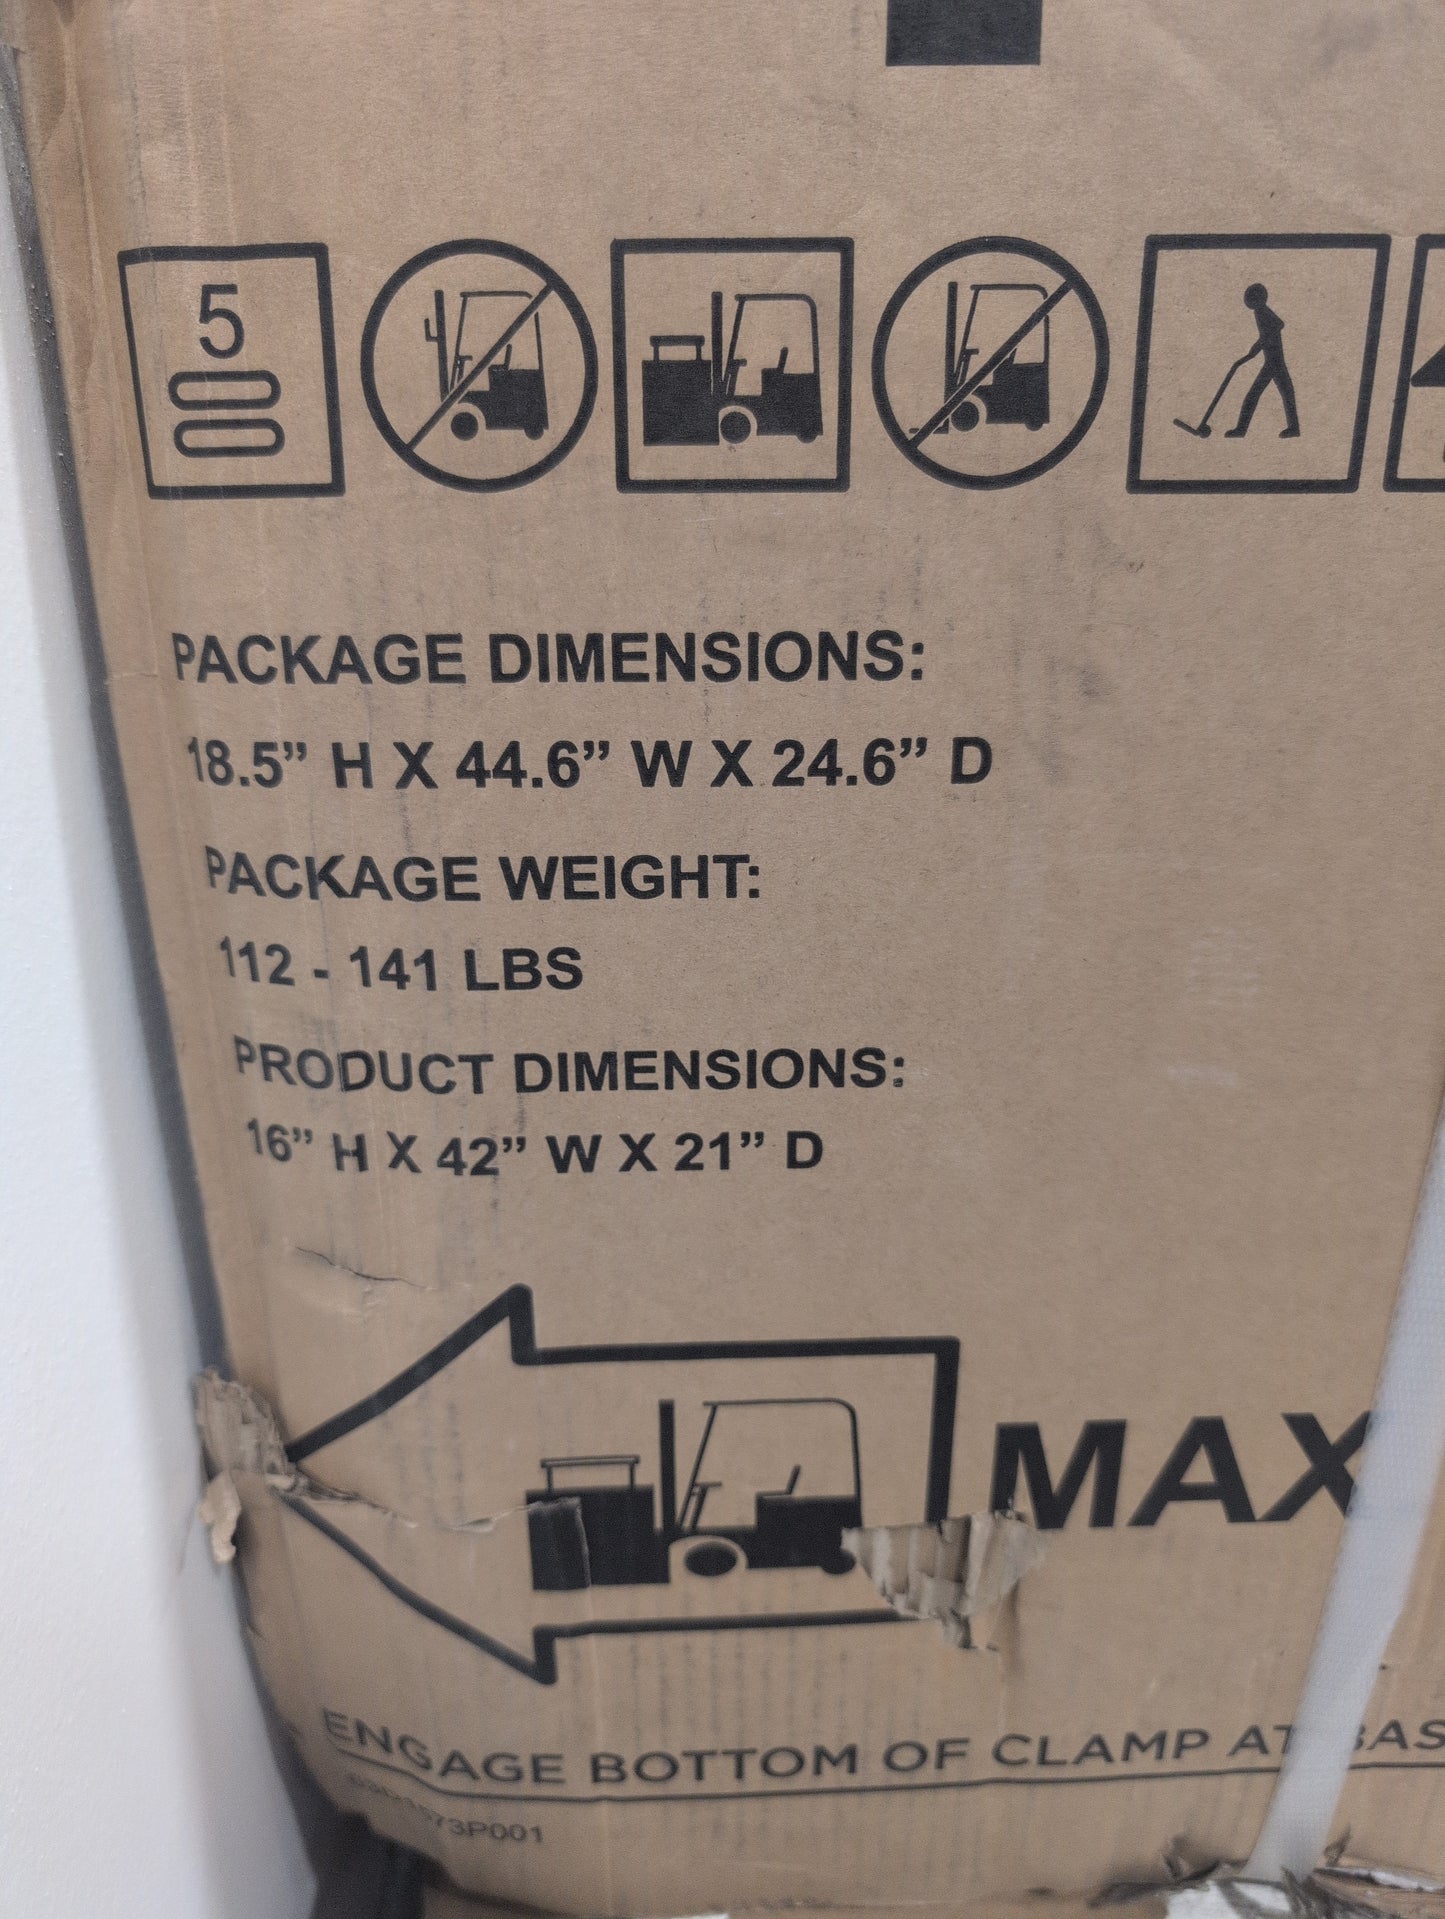 5
PACKAGE DIMENSIONS:
18.5” H X 44.6” W X 24.6” D
PACKAGE WEIGHT:
112 - 141 LBS
PRODUCT DIMENSIONS:
16” H X 42” W X 21” D
MAX
ENGAGE BOTTOM OF CLAMP AT